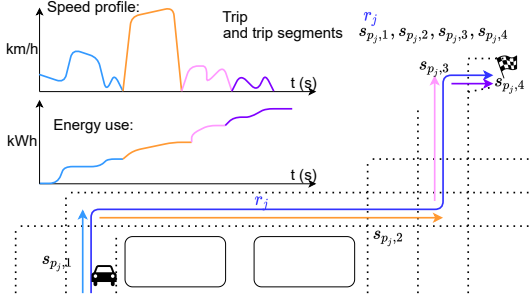 Speed profile:
km/h
t (s)
Energy use:
kWh
t (s)
Trip
and trip segments
r_j
s_{p_j,1}, s_{p_j,2}, s_{p_j,3}, s_{p_j,4}
s_{p_j,3}
s_{p_j,4}
r_j
s_{p_j,2}
s_{p_j,1}